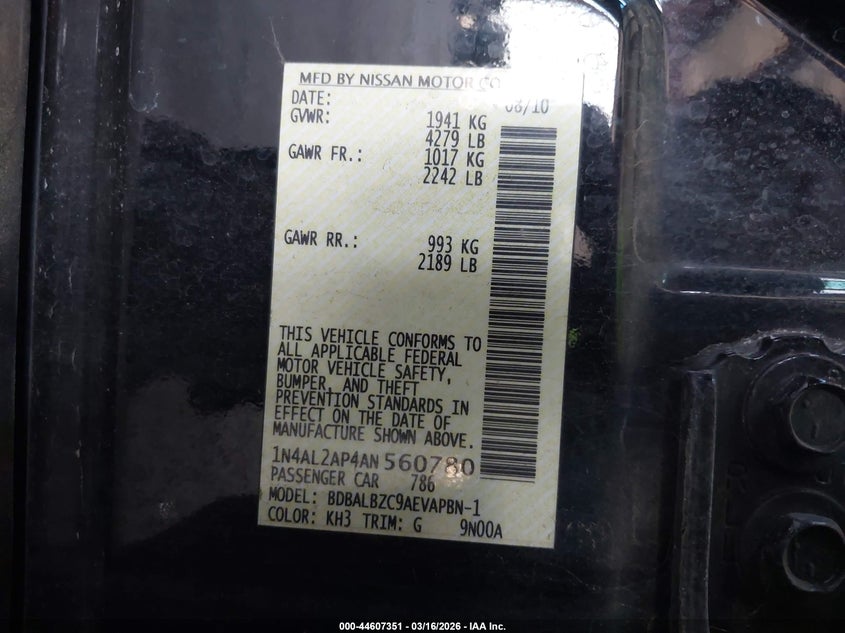 MFD BY NISSAN MOTOR CO
DATE: 08/10
GVWR: 1941 KG
4279 LB
GAWR FR.: 1017 KG
2242 LB
GAWR RR.: 993 KG
2189 LB
THIS VEHICLE CONFORMS TO
ALL APPLICABLE FEDERAL
MOTOR VEHICLE SAFETY,
BUMPER, AND THEFT
PREVENTION STANDARDS IN
EFFECT ON THE DATE OF
MANUFACTURE SHOWN ABOVE.
1N4AL2AP4AN560780
PASSENGER CAR 786
MODEL: BDBALBZC9AEVAPBN-1
COLOR: KH3 TRIM: G 9N00A
000-44607351 - 03/16/2026 - IAA Inc.